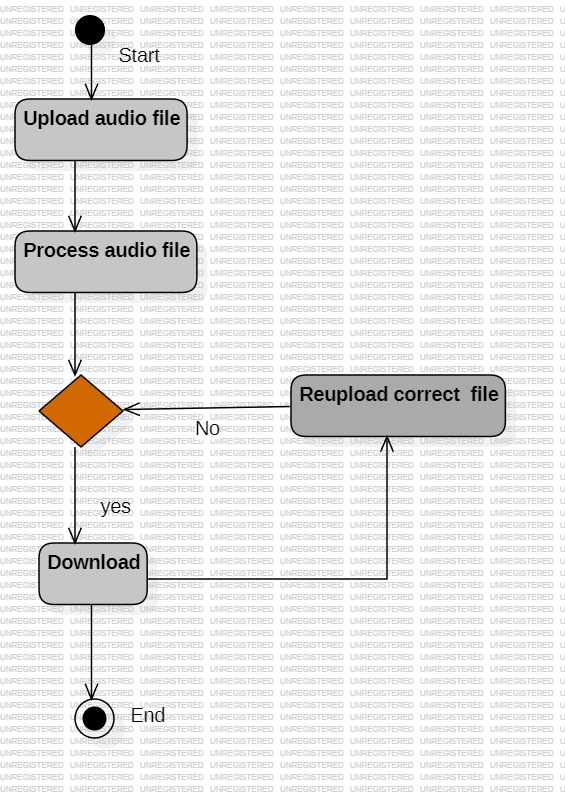 Start
Upload audio file
Process audio file
Reupload correct  file
No
yes
Download
End
UNREGISTERED